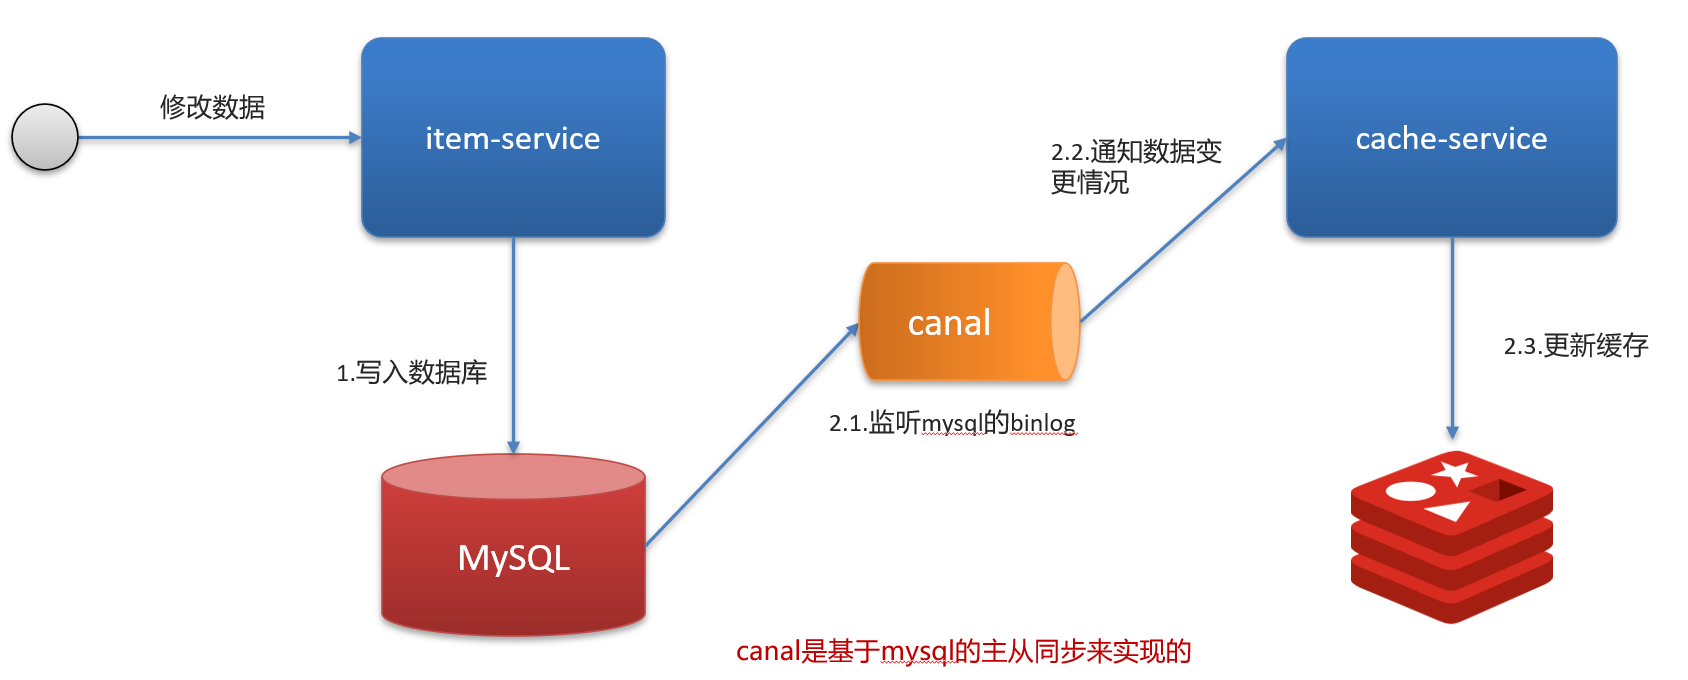 修改数据
item-service
cache-service
2.2.通知数据变
更情况
canal
1.写入数据库
2.3.更新缓存
2.1.监听mysql的binlog
MySQL
canal是基于mysql的主从同步来实现的